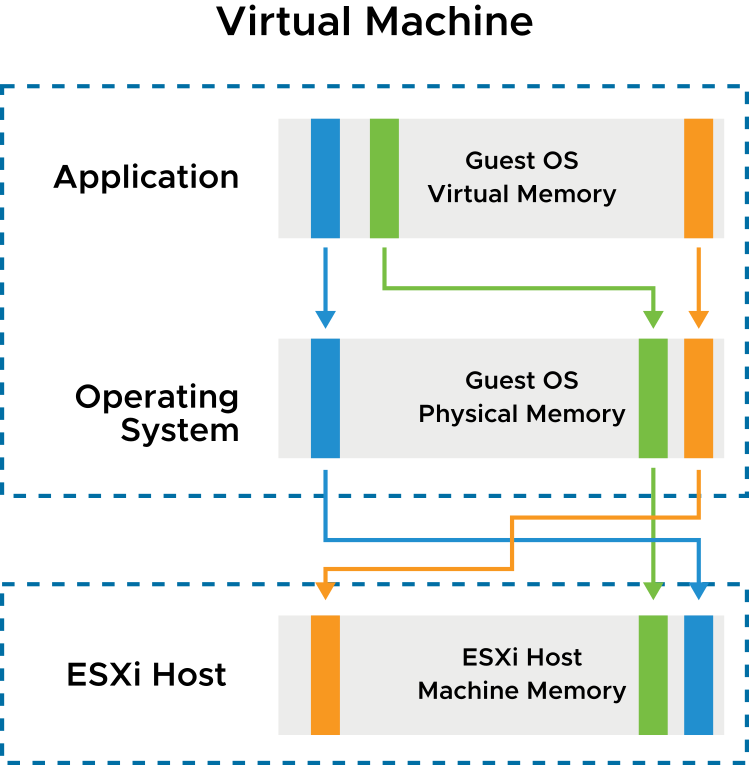 Virtual Machine
Application
Guest OS
Virtual Memory
Operating
System
Guest OS
Physical Memory
ESXi Host
ESXi Host
Machine Memory